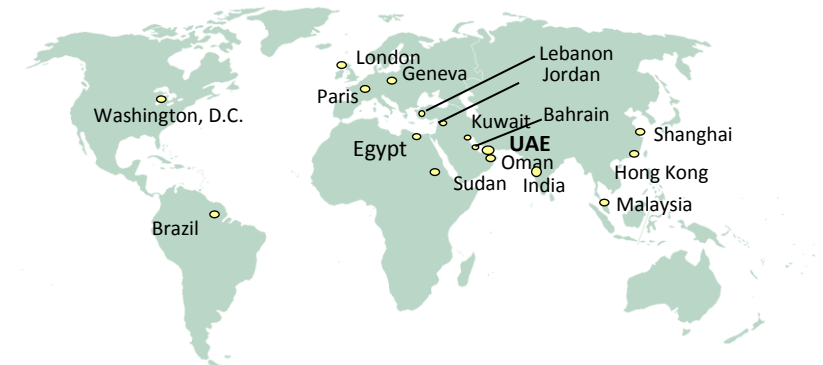 London
Lebanon
Geneva
Jordan
Paris
Washington, D.C.
Kuwait
Bahrain
Shanghai
Egypt
UAE
Oman
Hong Kong
Sudan
India
Malaysia
Brazil